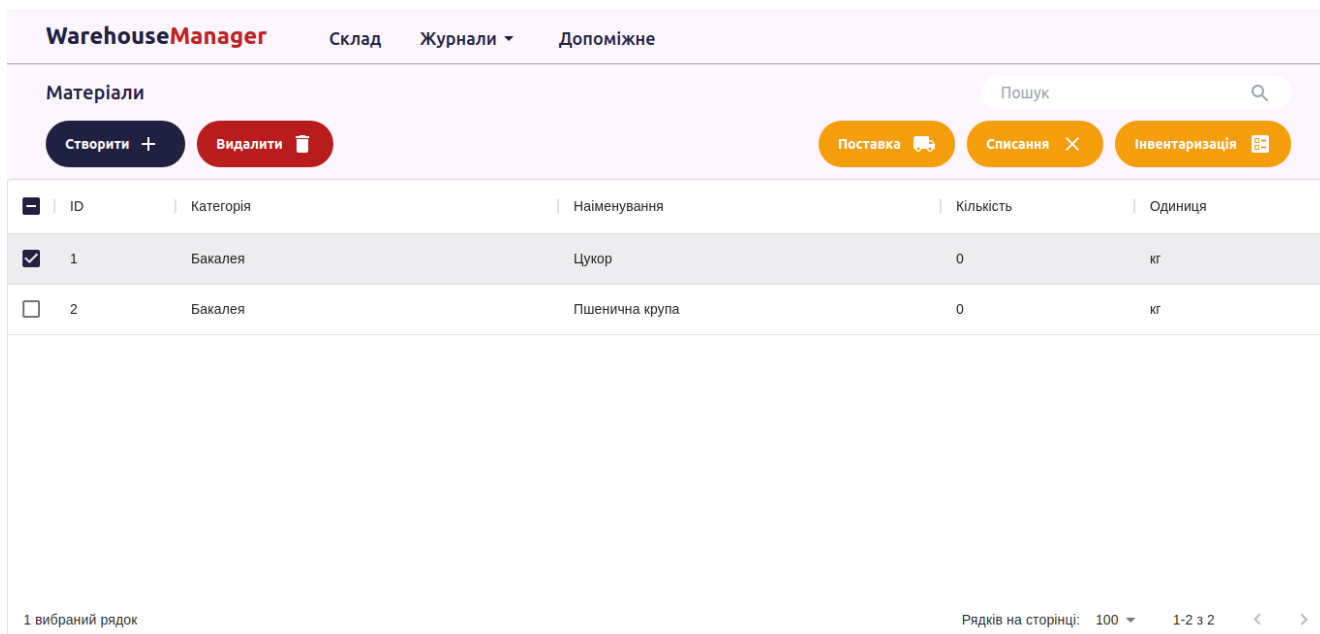 WarehouseManager Склад Журнали Допоміжне
Матеріали Пошук
Створити Видалити Поставка Списання Інвентаризація
ID Категорія Наіменування Кількість Одиниця
1 Бакалея Цукор 0 кг
2 Бакалея Пшенична крупа 0 кг
1 вибраний рядок Рядків на сторінці: 100 1-2 з 2